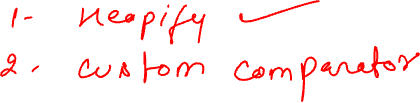 1- Heapify ✓
2. custom comparator